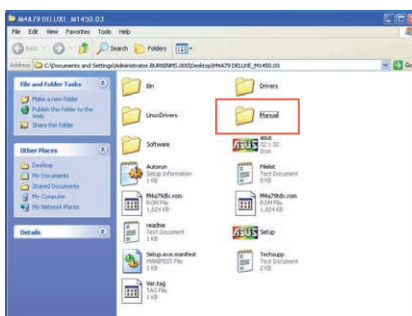 M4A79 DELUXE_M1450.03
File Edit View Favorites Tools Help
Back Search Folders
Address C:\Documents and Settings\Administrator.BURNINMS.000\Desktop\M4A79 DELUXE_M1450.03 Go
File and Folder Tasks
Make a new folder
Publish this folder to the Web
Share this folder
Other Places
Desktop
My Documents
Shared Documents
My Computer
My Network Places
Details
Bin
Drivers
LinuxDrivers
Manual
Software
asus
32 x 32
Icon
Autorun
Setup Information
1 KB
Filelist
Text Document
0 KB
M4a79dlx.rom
ROM File
1,024 KB
M4a79tdlx.rom
ROM File
1,024 KB
readme
Text Document
1 KB
ASUS Setup
Setup.exe.manifest
MANIFEST File
1 KB
Techsupp
Text Document
2 KB
Ver.tag
TAG File
1 KB